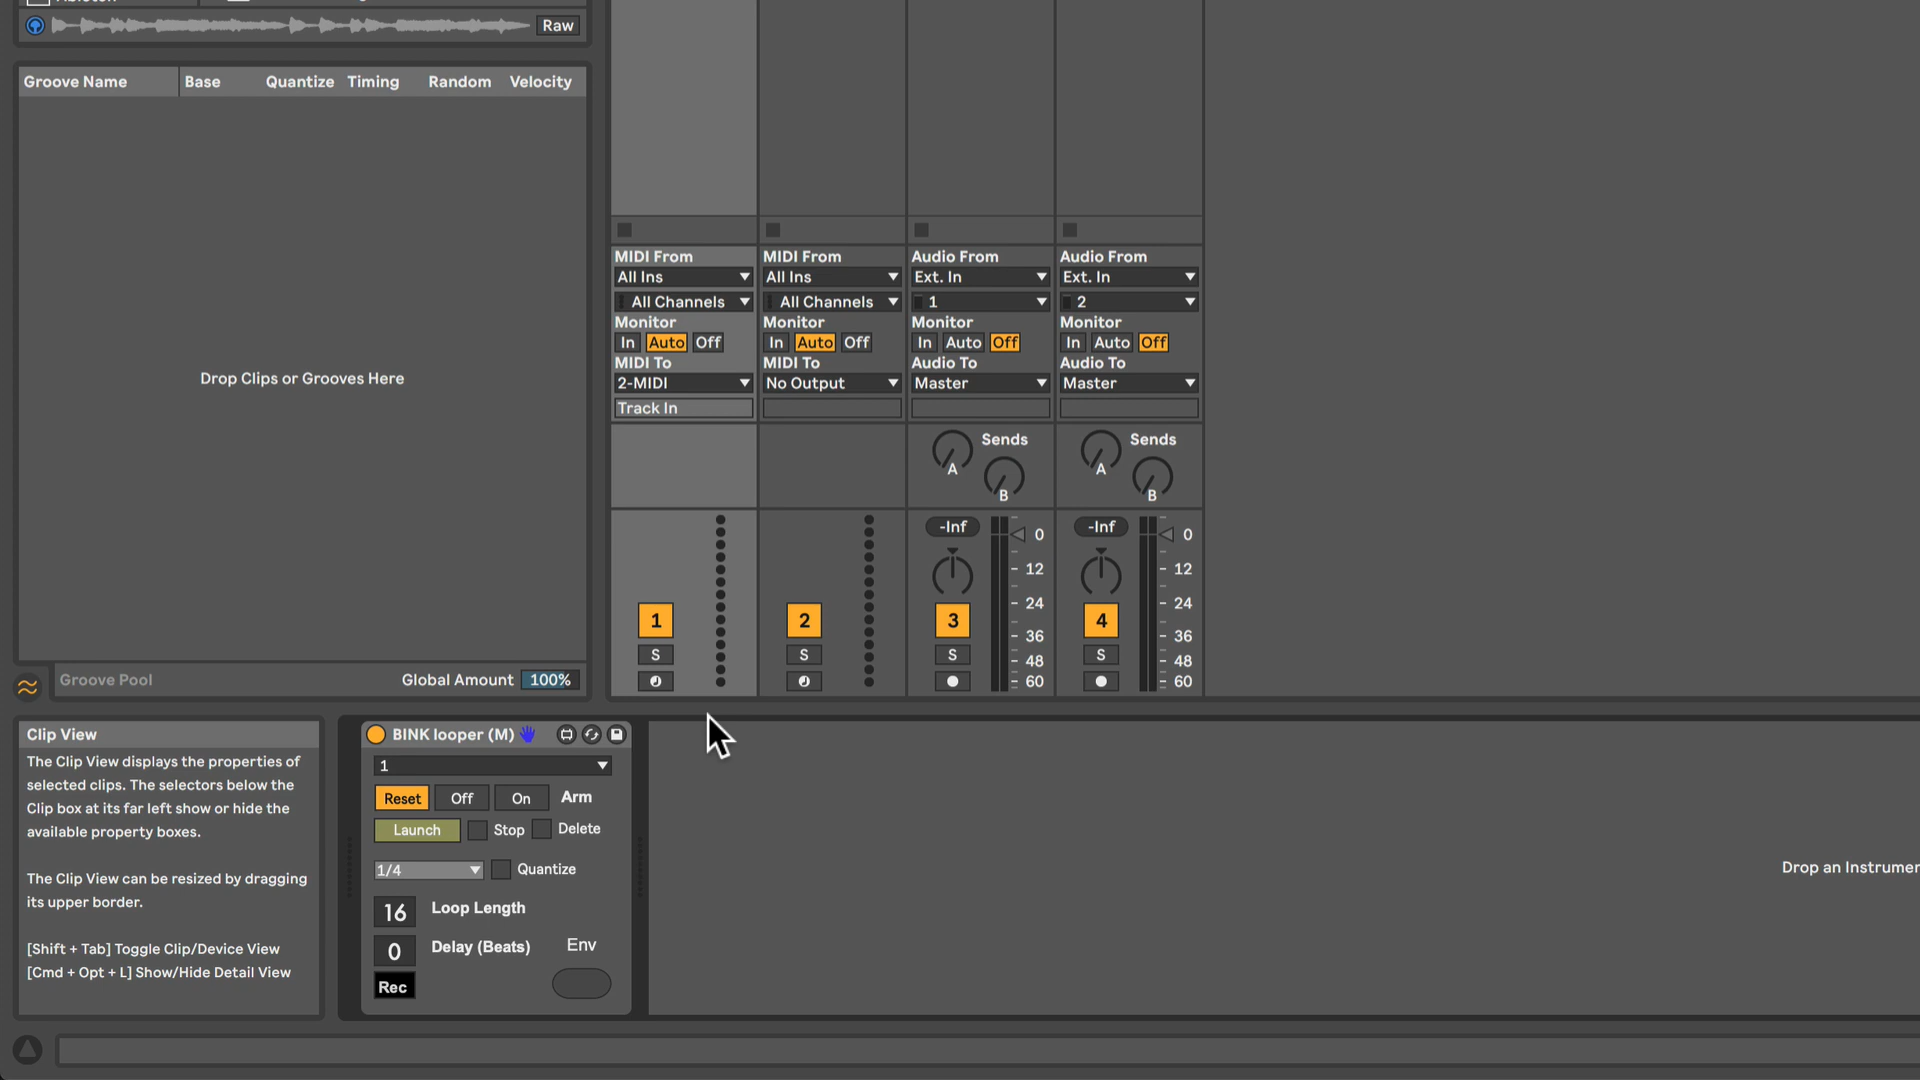 Raw
Groove Name Base Quantize Timing Random Velocity
Drop Clips or Grooves Here
Groove Pool Global Amount 100%
MIDI From
All Ins
All Channels
Monitor
In Auto Off
MIDI To
2-MIDI
Track In
1
S
MIDI From
All Ins
All Channels
Monitor
In Auto Off
MIDI To
No Output
2
S
Audio From
Ext. In
1
Monitor
In Auto Off
Audio To
Master
Sends
A
B
-Inf
0
12
24
36
48
60
3
S
Audio From
Ext. In
2
Monitor
In Auto Off
Audio To
Master
Sends
A
B
-Inf
0
12
24
36
48
60
4
S
Clip View
The Clip View displays the properties of
selected clips. The selectors below the
Clip box at its far left show or hide the
available property boxes.
The Clip View can be resized by dragging
its upper border.
[Shift + Tab] Toggle Clip/Device View
[Cmd + Opt + L] Show/Hide Detail View
BINK looper (M)
1
Reset Off On Arm
Launch Stop Delete
1/4 Quantize
16 Loop Length
0 Delay (Beats) Env
Rec
Drop an Instrumen